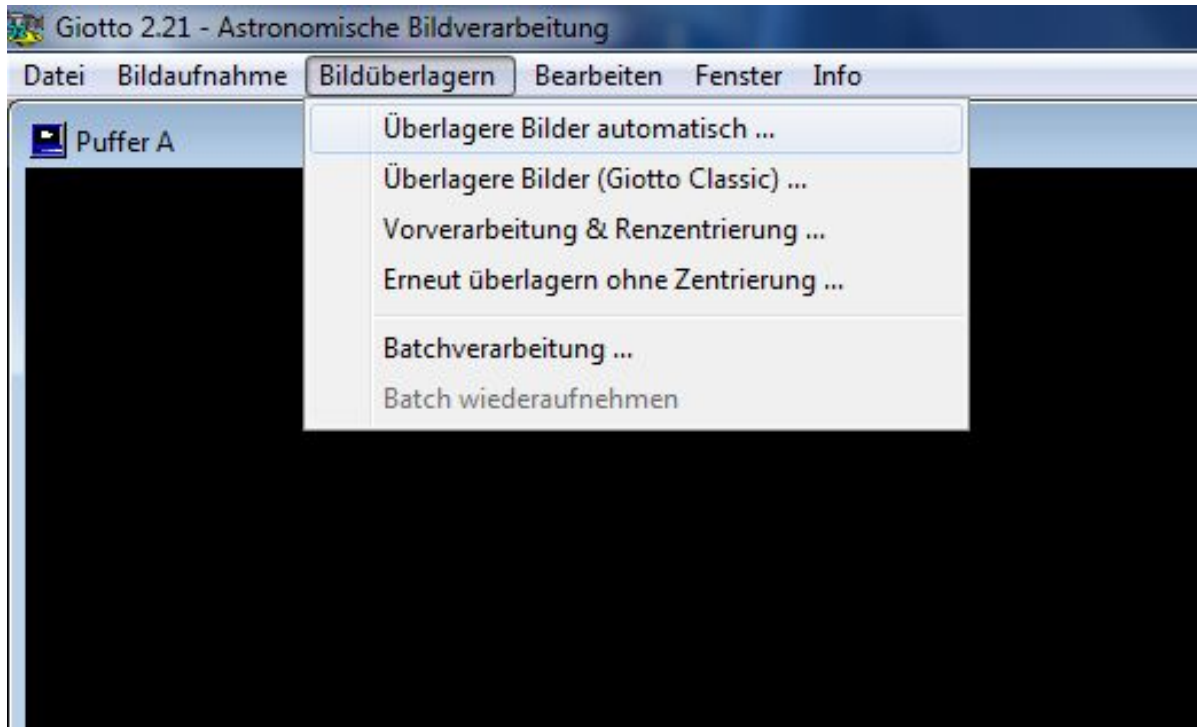 Giotto 2.21 - Astronomische Bildverarbeitung
Datei Bildaufnahme Bildüberlagern Bearbeiten Fenster Info
Puffer A
Überlagere Bilder automatisch ...
Überlagere Bilder (Giotto Classic) ...
Vorverarbeitung & Renzentrierung ...
Erneut überlagern ohne Zentrierung ...
Batchverarbeitung ...
Batch wiederaufnehmen